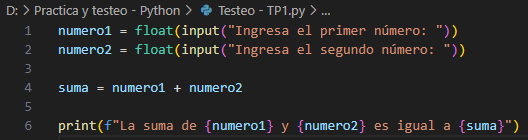 D: > Practica y testeo - Python > Testeo - TP1.py > ...
1 numero1 = float(input("Ingresa el primer número: "))
2 numero2 = float(input("Ingresa el segundo número: "))
3
4 suma = numero1 + numero2
5
6 print(f"La suma de {numero1} y {numero2} es igual a {suma}")